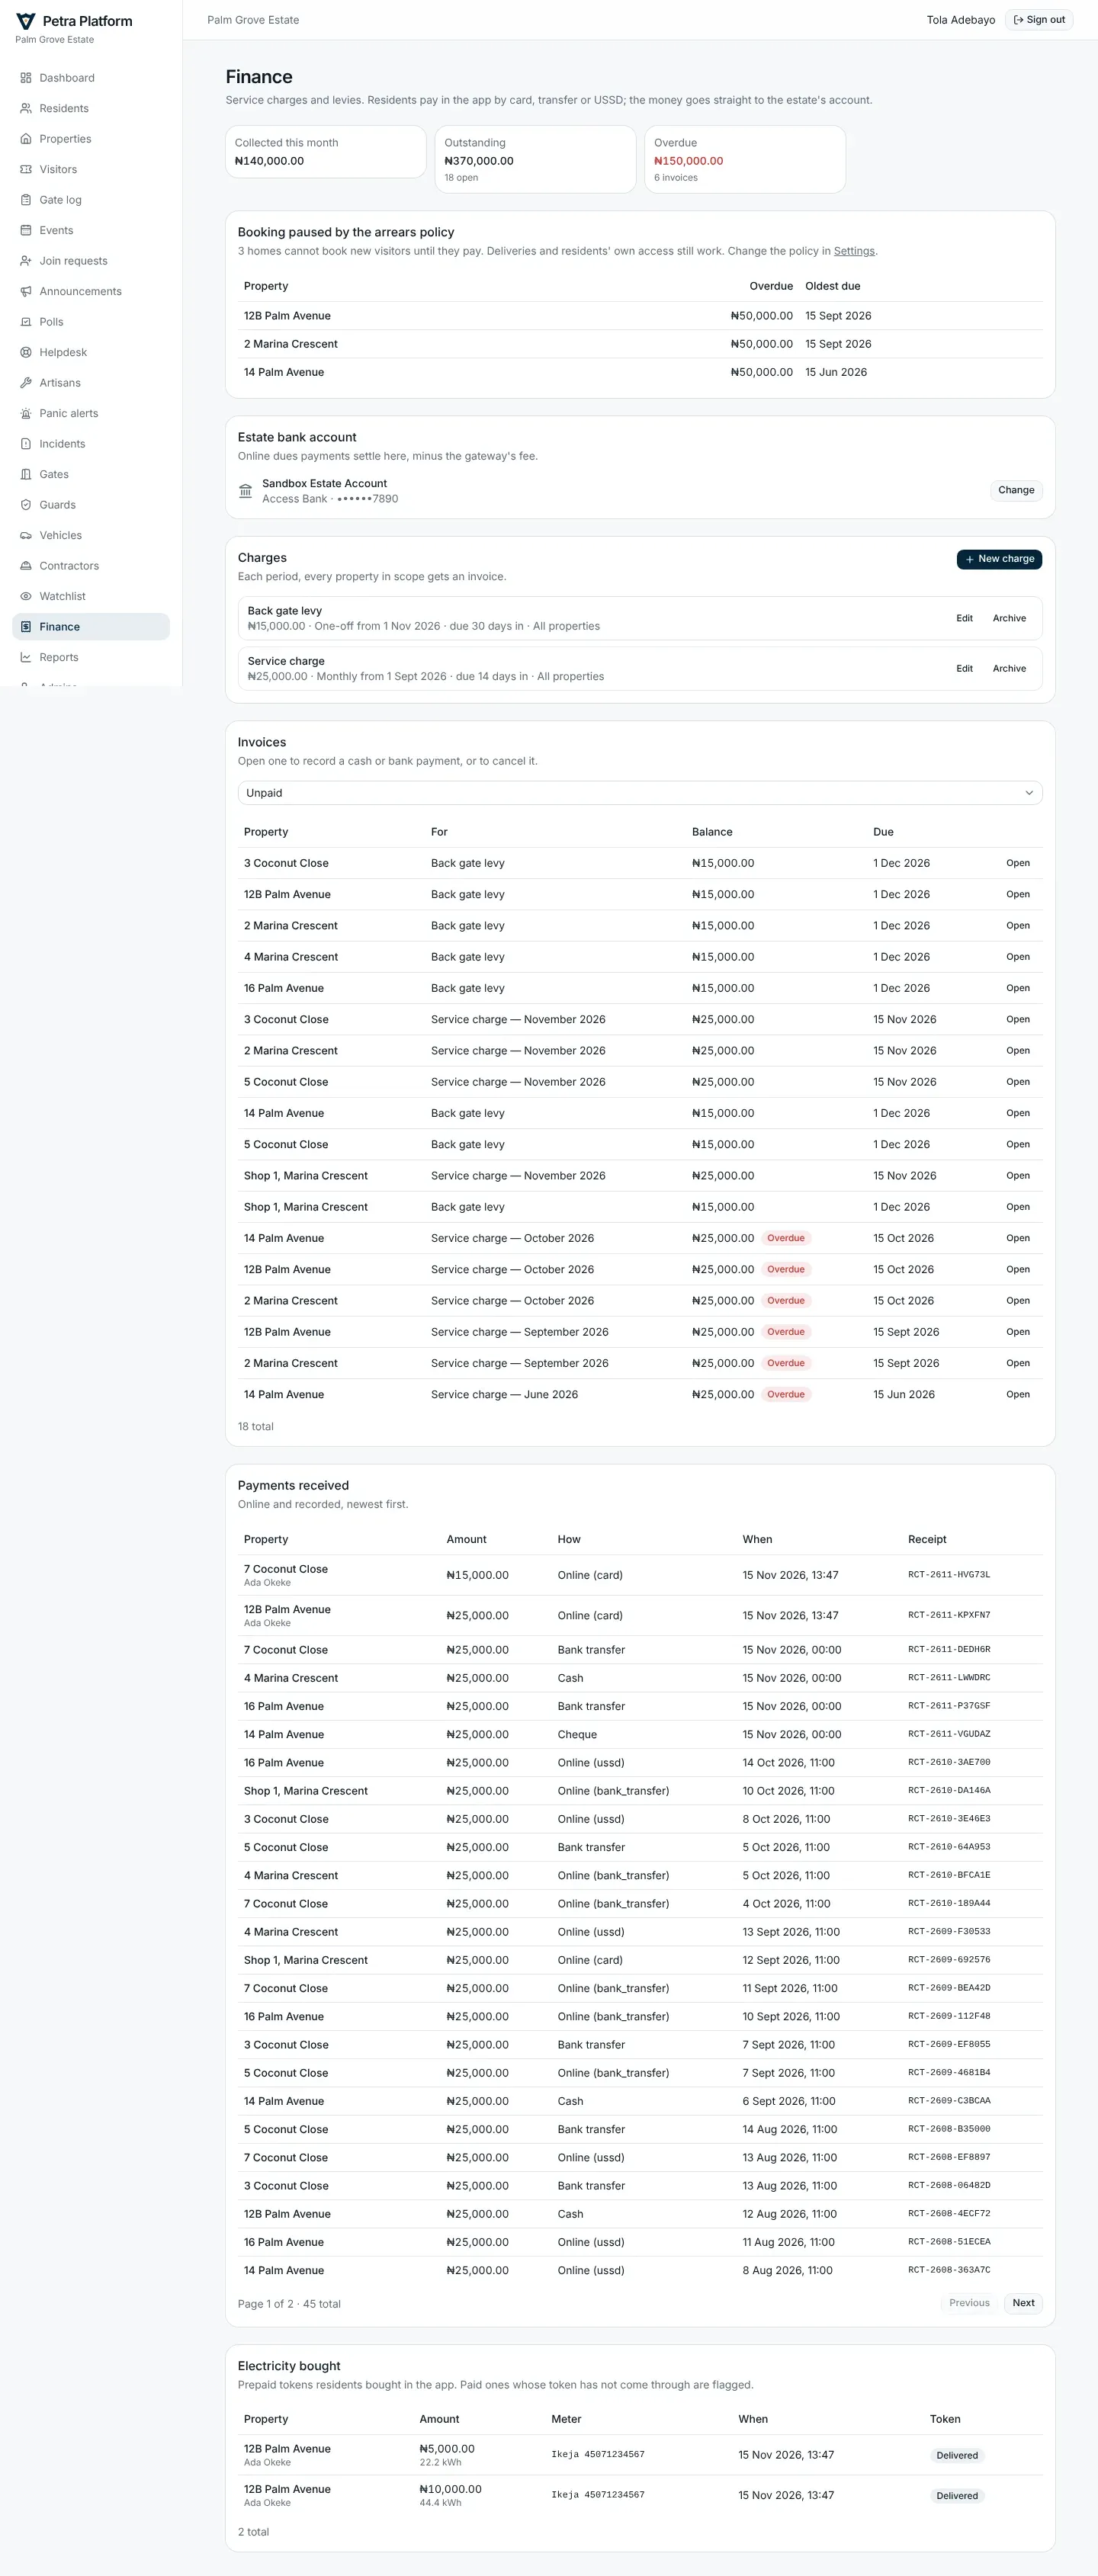 Petra Platform
Palm Grove Estate
Dashboard
Residents
Properties
Visitors
Gate log
Events
Join requests
Announcements
Polls
Helpdesk
Artisans
Panic alerts
Incidents
Gates
Guards
Vehicles
Contractors
Watchlist
Finance
Reports
Palm Grove Estate
Tola Adebayo
Sign out
Finance
Service charges and levies. Residents pay in the app by card, transfer or USSD; the money goes straight to the estate's account.
Collected this month
₦140,000.00
Outstanding
₦370,000.00
18 open
Overdue
₦150,000.00
6 invoices
Booking paused by the arrears policy
3 homes cannot book new visitors until they pay. Deliveries and residents' own access still work. Change the policy in Settings.
Property Overdue Oldest due
12B Palm Avenue ₦50,000.00 15 Sept 2026
2 Marina Crescent ₦50,000.00 15 Sept 2026
14 Palm Avenue ₦50,000.00 15 Jun 2026
Estate bank account
Online dues payments settle here, minus the gateway's fee.
Sandbox Estate Account
Access Bank · ••••••7890
Change
Charges
Each period, every property in scope gets an invoice.
+ New charge
Back gate levy
₦15,000.00 · One-off from 1 Nov 2026 · due 30 days in · All properties
Edit Archive
Service charge
₦25,000.00 · Monthly from 1 Sept 2026 · due 14 days in · All properties
Edit Archive
Invoices
Open one to record a cash or bank payment, or to cancel it.
Unpaid
Property For Balance Due
3 Coconut Close Back gate levy ₦15,000.00 1 Dec 2026 Open
12B Palm Avenue Back gate levy ₦15,000.00 1 Dec 2026 Open
2 Marina Crescent Back gate levy ₦15,000.00 1 Dec 2026 Open
4 Marina Crescent Back gate levy ₦15,000.00 1 Dec 2026 Open
16 Palm Avenue Back gate levy ₦15,000.00 1 Dec 2026 Open
3 Coconut Close Service charge — November 2026 ₦25,000.00 15 Nov 2026 Open
2 Marina Crescent Service charge — November 2026 ₦25,000.00 15 Nov 2026 Open
5 Coconut Close Service charge — November 2026 ₦25,000.00 15 Nov 2026 Open
14 Palm Avenue Back gate levy ₦15,000.00 1 Dec 2026 Open
5 Coconut Close Back gate levy ₦15,000.00 1 Dec 2026 Open
Shop 1, Marina Crescent Service charge — November 2026 ₦25,000.00 15 Nov 2026 Open
Shop 1, Marina Crescent Back gate levy ₦15,000.00 1 Dec 2026 Open
14 Palm Avenue Service charge — October 2026 ₦25,000.00 Overdue 15 Oct 2026 Open
12B Palm Avenue Service charge — October 2026 ₦25,000.00 Overdue 15 Oct 2026 Open
2 Marina Crescent Service charge — October 2026 ₦25,000.00 Overdue 15 Oct 2026 Open
12B Palm Avenue Service charge — September 2026 ₦25,000.00 Overdue 15 Sept 2026 Open
2 Marina Crescent Service charge — September 2026 ₦25,000.00 Overdue 15 Sept 2026 Open
14 Palm Avenue Service charge — June 2026 ₦25,000.00 Overdue 15 Jun 2026 Open
18 total
Payments received
Online and recorded, newest first.
Property Amount How When Receipt
7 Coconut Close ₦15,000.00 Online (card) 15 Nov 2026, 13:47 RCT-2611-HVG73L
Ada Okeke
12B Palm Avenue ₦25,000.00 Online (card) 15 Nov 2026, 13:47 RCT-2611-KPXFN7
Ada Okeke
7 Coconut Close ₦25,000.00 Bank transfer 15 Nov 2026, 00:00 RCT-2611-DEDH6R
4 Marina Crescent ₦25,000.00 Cash 15 Nov 2026, 00:00 RCT-2611-LWWDRC
16 Palm Avenue ₦25,000.00 Bank transfer 15 Nov 2026, 00:00 RCT-2611-P37GSF
14 Palm Avenue ₦25,000.00 Cheque 15 Nov 2026, 00:00 RCT-2611-VGUDAZ
16 Palm Avenue ₦25,000.00 Online (ussd) 14 Oct 2026, 11:00 RCT-2610-3AE700
Shop 1, Marina Crescent ₦25,000.00 Online (bank_transfer) 10 Oct 2026, 11:00 RCT-2610-DA146A
3 Coconut Close ₦25,000.00 Online (ussd) 8 Oct 2026, 11:00 RCT-2610-3E46E3
5 Coconut Close ₦25,000.00 Bank transfer 5 Oct 2026, 11:00 RCT-2610-64A953
4 Marina Crescent ₦25,000.00 Online (bank_transfer) 5 Oct 2026, 11:00 RCT-2610-BFCA1E
7 Coconut Close ₦25,000.00 Online (bank_transfer) 4 Oct 2026, 11:00 RCT-2610-189A44
4 Marina Crescent ₦25,000.00 Online (ussd) 13 Sept 2026, 11:00 RCT-2609-F30533
Shop 1, Marina Crescent ₦25,000.00 Online (card) 12 Sept 2026, 11:00 RCT-2609-692576
7 Coconut Close ₦25,000.00 Online (bank_transfer) 11 Sept 2026, 11:00 RCT-2609-BEA42D
16 Palm Avenue ₦25,000.00 Online (bank_transfer) 10 Sept 2026, 11:00 RCT-2609-112F48
3 Coconut Close ₦25,000.00 Bank transfer 7 Sept 2026, 11:00 RCT-2609-EF8055
5 Coconut Close ₦25,000.00 Online (bank_transfer) 7 Sept 2026, 11:00 RCT-2609-4681B4
14 Palm Avenue ₦25,000.00 Cash 6 Sept 2026, 11:00 RCT-2609-C3BCAA
5 Coconut Close ₦25,000.00 Bank transfer 14 Aug 2026, 11:00 RCT-2608-B35000
7 Coconut Close ₦25,000.00 Online (ussd) 13 Aug 2026, 11:00 RCT-2608-EF8897
3 Coconut Close ₦25,000.00 Bank transfer 13 Aug 2026, 11:00 RCT-2608-06482D
12B Palm Avenue ₦25,000.00 Cash 12 Aug 2026, 11:00 RCT-2608-4ECF72
16 Palm Avenue ₦25,000.00 Online (ussd) 11 Aug 2026, 11:00 RCT-2608-51ECEA
14 Palm Avenue ₦25,000.00 Online (ussd) 8 Aug 2026, 11:00 RCT-2608-363A7C
Page 1 of 2 · 45 total Previous Next
Electricity bought
Prepaid tokens residents bought in the app. Paid ones whose token has not come through are flagged.
Property Amount Meter When Token
12B Palm Avenue ₦5,000.00 Ikeja 45071234567 15 Nov 2026, 13:47 Delivered
Ada Okeke 22.2 kWh
12B Palm Avenue ₦10,000.00 Ikeja 45071234567 15 Nov 2026, 13:47 Delivered
Ada Okeke 44.4 kWh
2 total